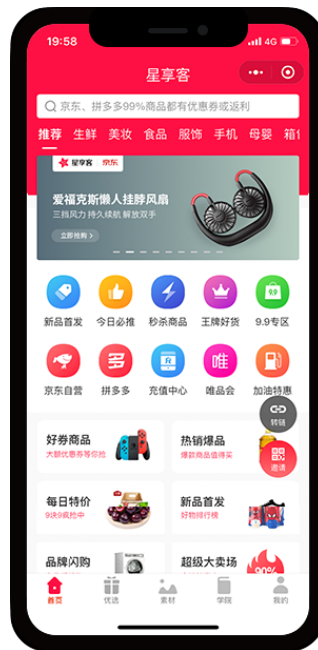 19:58
4G
星享客
京东、拼多多99%商品都有优惠券或返利
推荐 生鲜 美妆 食品 服饰 手机 母婴 箱
星享客 京东
爱福克斯懒人挂脖风扇
三挡风力 持久续航 解放双手
立即抢购 >
新品首发 今日必推 秒杀商品 王牌好货 9.9专区
唯
京东自营 拼多多 充值中心 唯品会 加油特惠
转链
好券商品 热销爆品
大额优惠券等你抢 爆款商品值得买
邀请
每日特价 新品首发
9块9疯抢中 好物排行榜
品牌闪购 超级大卖场
90%
首页 优选 素材 学院 我的